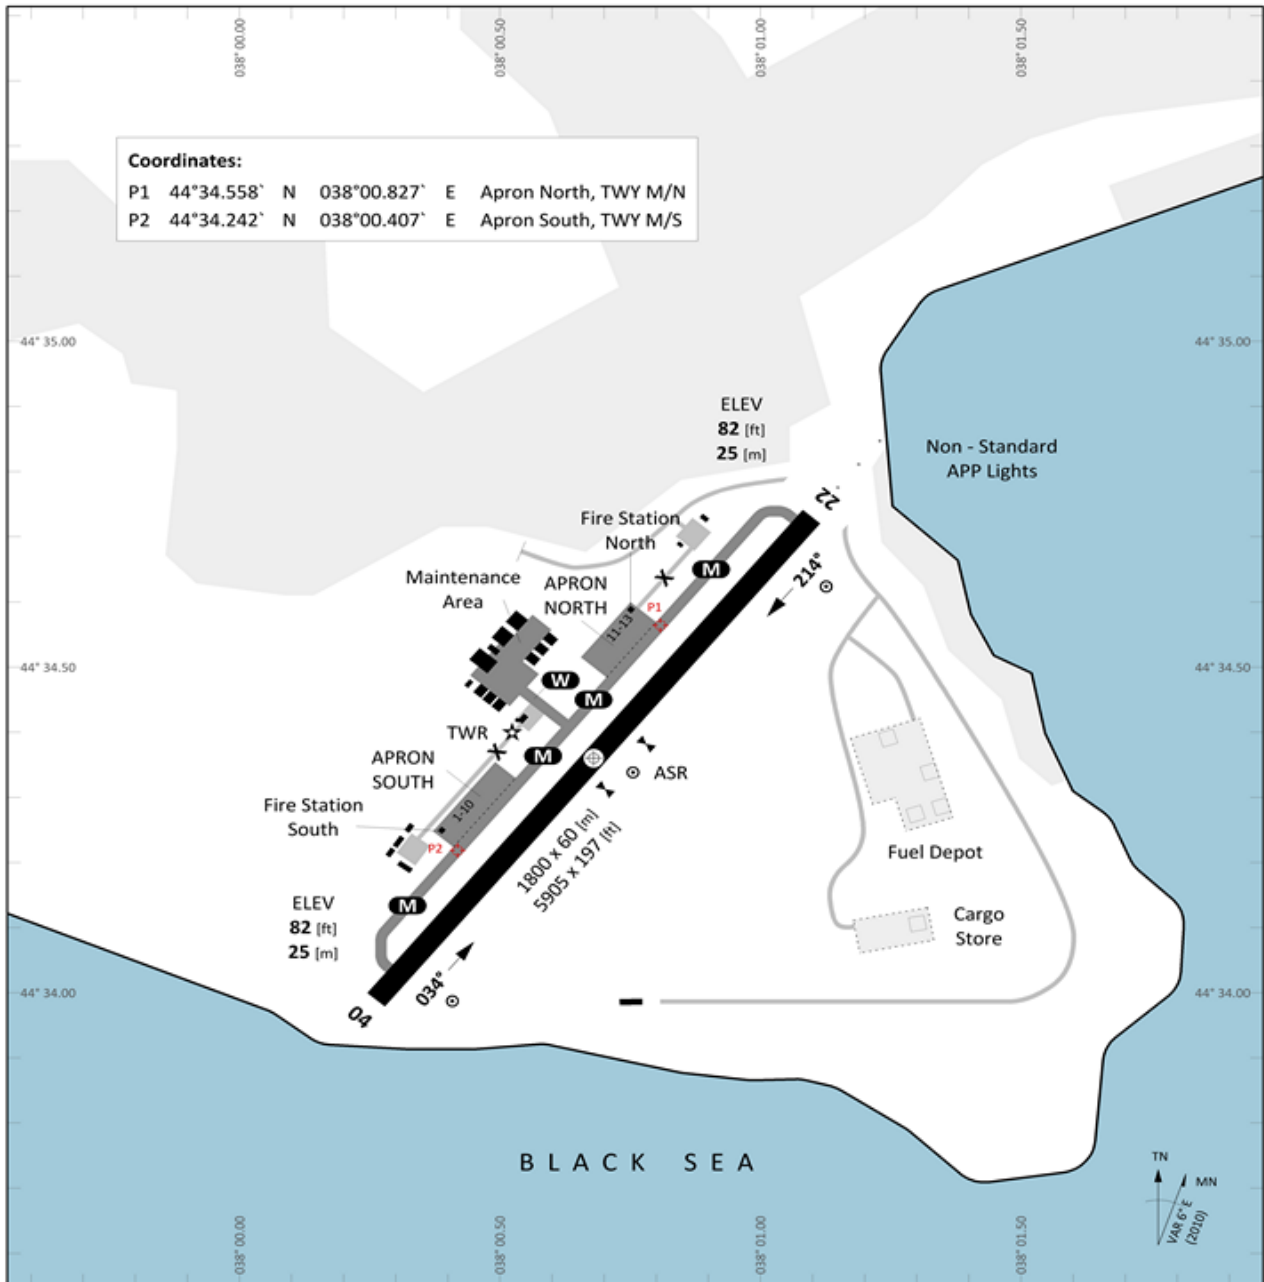 038° 00.00
038° 00.50
038° 01.00
038° 01.50
Coordinates:
P1 44°34.558` N 038°00.827` E Apron North, TWY M/N
P2 44°34.242` N 038°00.407` E Apron South, TWY M/S
44° 35.00
44° 35.00
ELEV
82 [ft]
25 [m]
Non - Standard
APP Lights
22
Fire Station
North
M
214°
Maintenance
Area
APRON
NORTH
P1
11-13
44° 34.50
44° 34.50
W
M
TWR
M
APRON
SOUTH
ASR
1-10
Fire Station
South
P2
1800 x 60 [m]
5905 x 197 [ft]
Fuel Depot
ELEV
82 [ft]
25 [m]
M
Cargo
Store
034°
04
44° 34.00
44° 34.00
BLACK SEA
TN
MN
VAR 6° E
(2010)
038° 00.00
038° 00.50
038° 01.00
038° 01.50